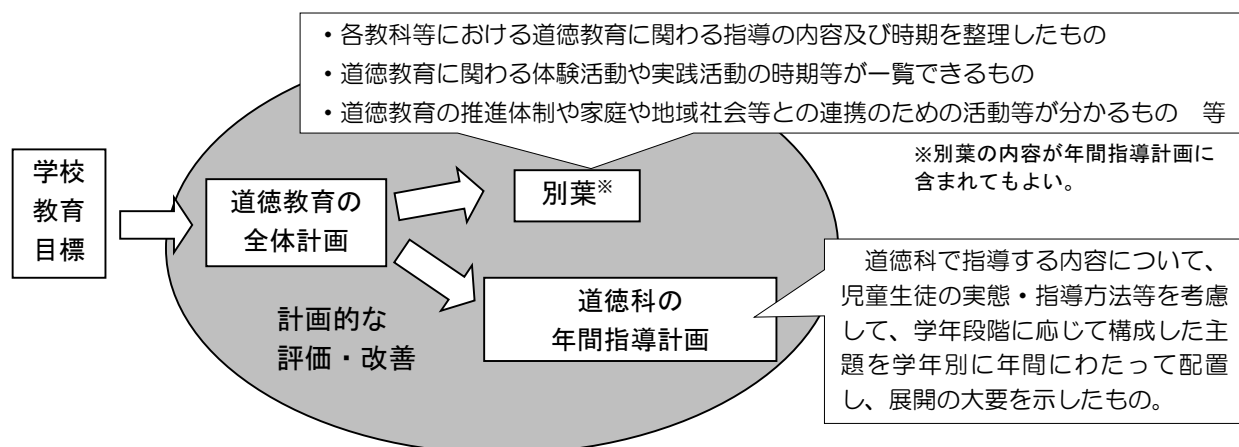 ・各教科等における道徳教育に関わる指導の内容及び時期を整理したもの
・道徳教育に関わる体験活動や実践活動の時期等が一覧できるもの
・道徳教育の推進体制や家庭や地域社会等との連携のための活動等が分かるもの　等
※別葉の内容が年間指導計画に
含まれてもよい。
学校
教育
目標
道徳教育の
全体計画
別葉※
道徳科の
年間指導計画
計画的な
評価・改善
道徳科で指導する内容について、
児童生徒の実態・指導方法等を考慮
して、学年段階に応じて構成した主
題を学年別に年間にわたって配置
し、展開の大要を示したもの。